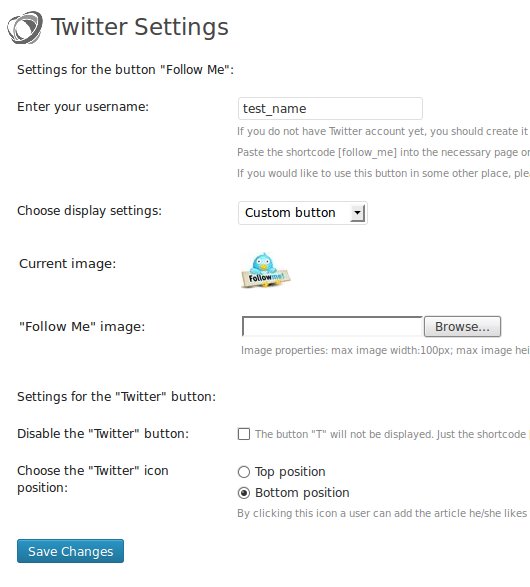 Twitter Settings
Settings for the button "Follow Me":
Enter your username:
test_name
If you do not have Twitter account yet, you should create it
Paste the shortcode [follow_me] into the necessary page or
If you would like to use this button in some other place, plea
Choose display settings:
Custom button
Current image:
Followme!
"Follow Me" image:
Browse...
Image properties: max image width:100px; max image hei
Settings for the "Twitter" button:
Disable the "Twitter" button:
The button "T" will not be displayed. Just the shortcode
Choose the "Twitter" icon
position:
Top position
Bottom position
By clicking this icon a user can add the article he/she likes
Save Changes